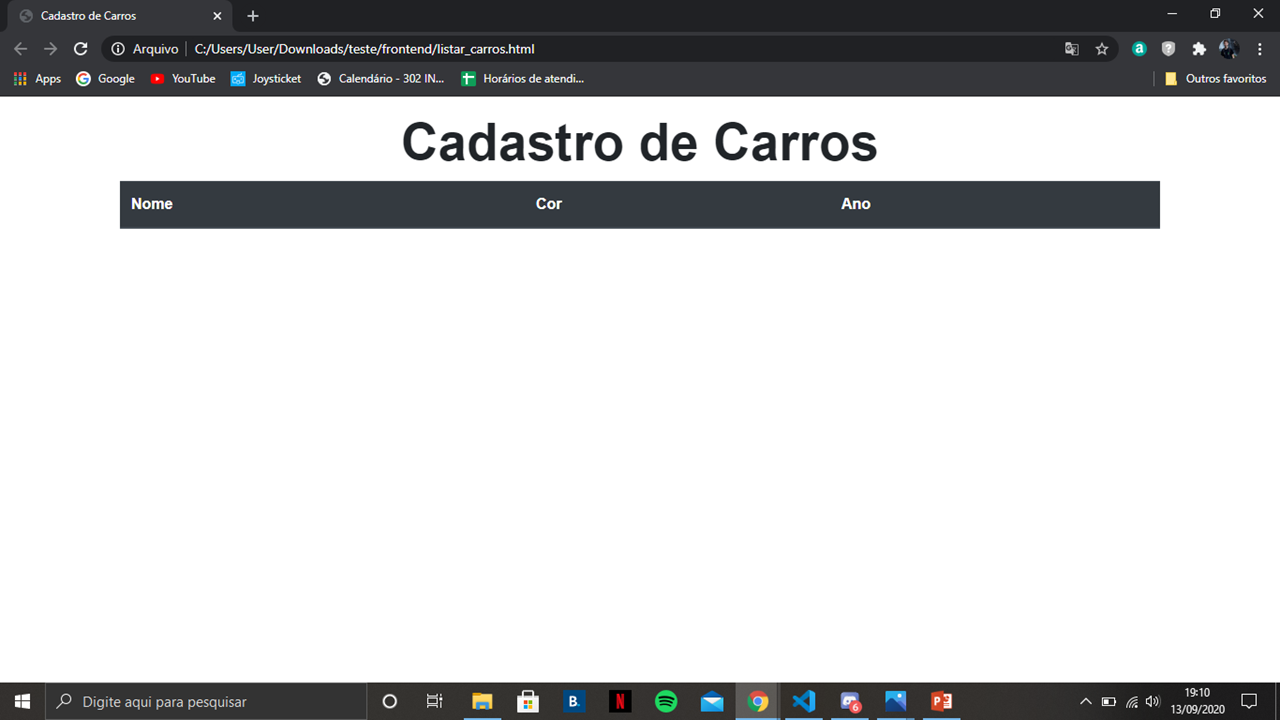 Cadastro de Carros
Arquivo C:/Users/User/Downloads/teste/frontend/listar_carros.html
a
Apps Google YouTube Joysticket Calendário - 302 IN... Horários de atendi... Outros favoritos
Cadastro de Carros
Nome Cor Ano
Digite aqui para pesquisar
B.
N
6
19:10
13/09/2020